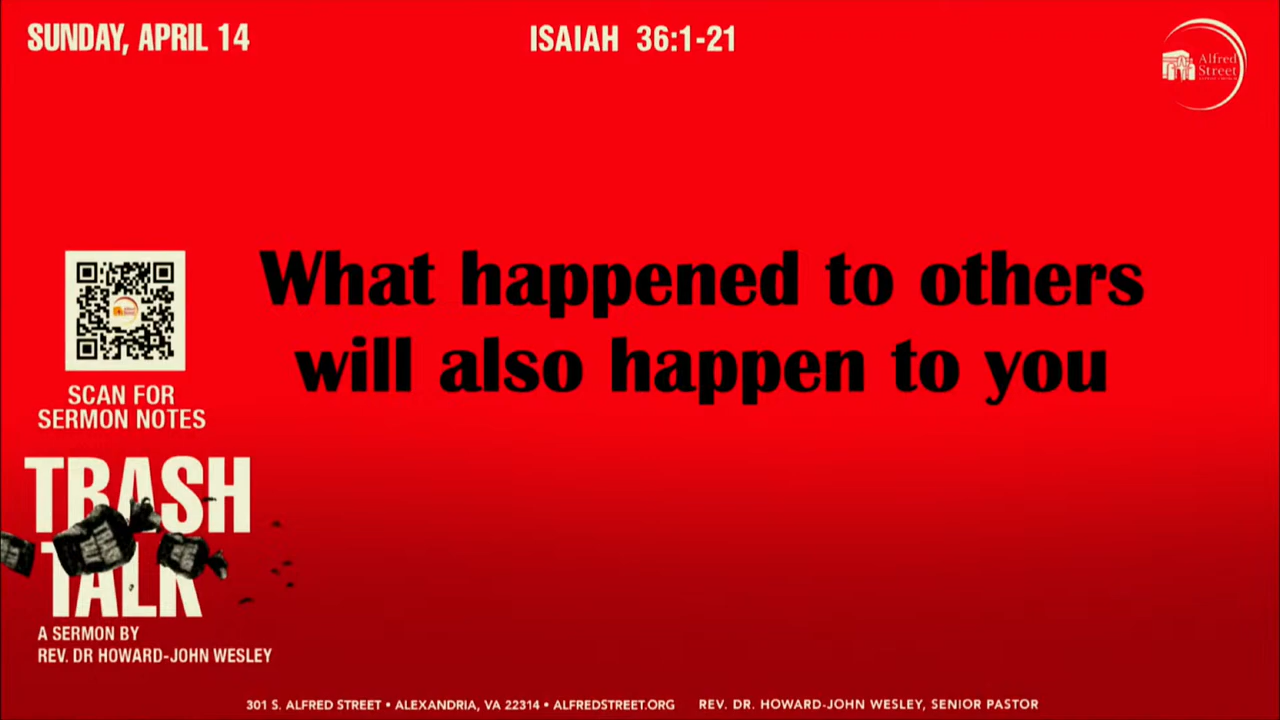 SUNDAY, APRIL 14
ISAIAH 36:1-21
Alfred
Street
What happened to others
will also happen to you
SCAN FOR
SERMON NOTES
TRASH
TALK
A SERMON BY
REV. DR HOWARD-JOHN WESLEY
301 S. ALFRED STREET • ALEXANDRIA, VA 22314 • ALFREDSTREET.ORG REV. DR. HOWARD-JOHN WESLEY, SENIOR PASTOR